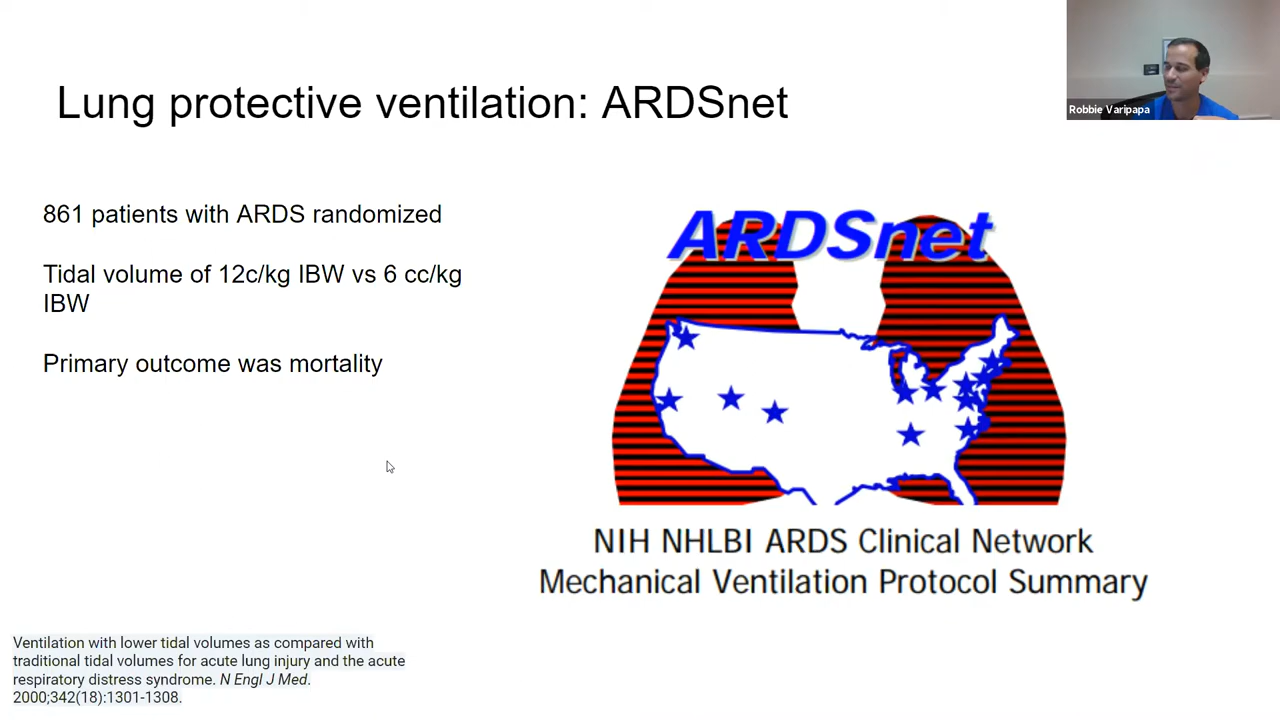 Lung protective ventilation: ARDSnet
Robbie Varipapa
861 patients with ARDS randomized
Tidal volume of 12c/kg IBW vs 6 cc/kg
IBW
Primary outcome was mortality
ARDSnet
NIH NHLBI ARDS Clinical Network
Mechanical Ventilation Protocol Summary
Ventilation with lower tidal volumes as compared with
traditional tidal volumes for acute lung injury and the acute
respiratory distress syndrome. N Engl J Med.
2000;342(18):1301-1308.